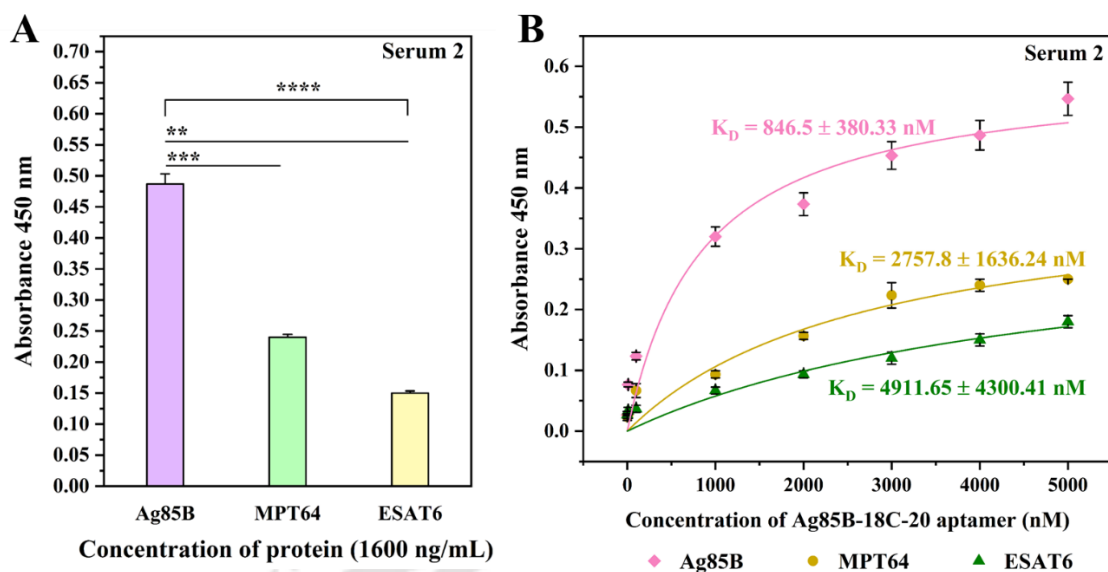 A
Serum 2
0.70
0.65
0.60
0.55
0.50
0.45
0.40
0.35
0.30
0.25
0.20
0.15
0.10
0.05
0.00
Absorbance 450 nm
****
**
***
Ag85B MPT64 ESAT6
Concentration of protein (1600 ng/mL)
B
Serum 2
0.6
0.5
0.4
0.3
0.2
0.1
0.0
Absorbance 450 nm
K_D = 846.5 ± 380.33 nM
K_D = 2757.8 ± 1636.24 nM
K_D = 4911.65 ± 4300.41 nM
0 1000 2000 3000 4000 5000
Concentration of Ag85B-18C-20 aptamer (nM)
Ag85B MPT64 ESAT6